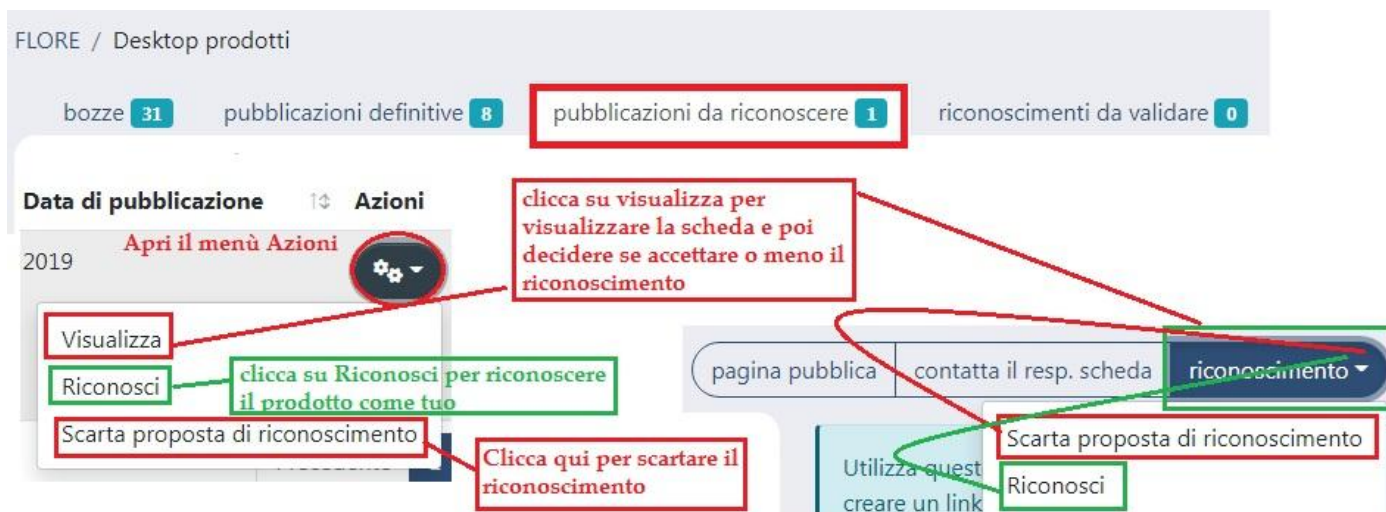 FLORE / Desktop prodotti
bozze 31 pubblicazioni definitive 8 pubblicazioni da riconoscere 1 riconoscimenti da validare 0
Data di pubblicazione Azioni
Apri il menù Azioni
2019
clicca su visualizza per
visualizzare la scheda e poi
decidere se accettare o meno il
riconoscimento
Visualizza
Riconosci
Scarta proposta di riconoscimento
clicca su Riconosci per riconoscere
il prodotto come tuo
Clicca qui per scartare il
riconoscimento
pagina pubblica contatta il resp. scheda riconoscimento
Scarta proposta di riconoscimento
Riconosci
Utilizza quest
creare un link